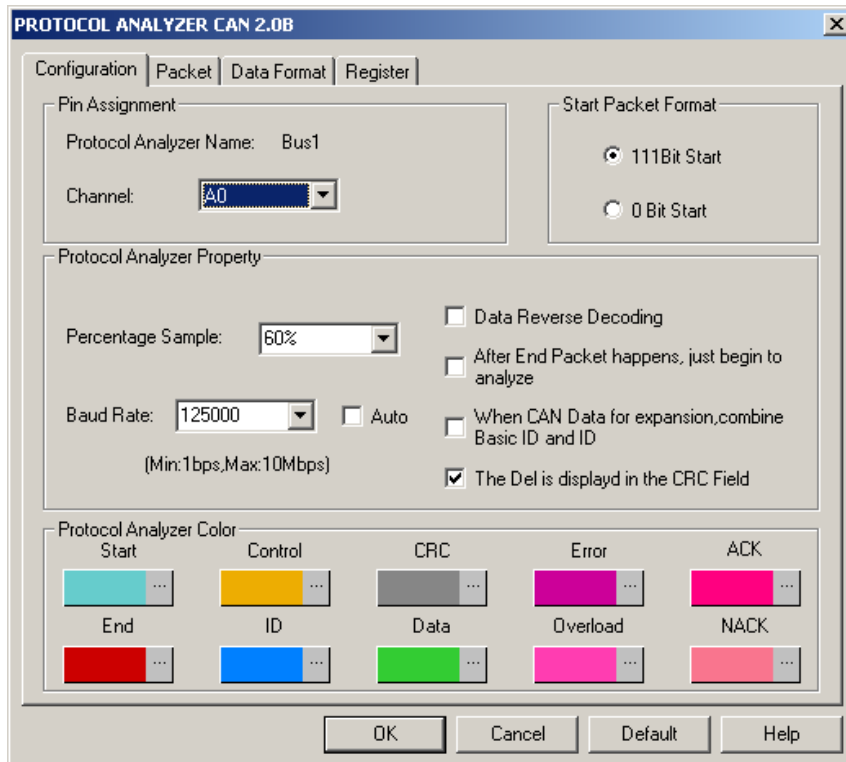 PROTOCOL ANALYZER CAN 2.0B
Configuration Packet Data Format Register
Pin Assignment
Protocol Analyzer Name: Bus1
Channel: A0
Start Packet Format
111Bit Start
0 Bit Start
Protocol Analyzer Property
Percentage Sample: 60%
Baud Rate: 125000 Auto
(Min:1bps,Max:10Mbps)
Data Reverse Decoding
After End Packet happens, just begin to
analyze
When CAN Data for expansion,combine
Basic ID and ID
The Del is displayd in the CRC Field
Protocol Analyzer Color
Start Control CRC Error ACK
... ... ... ... ...
End ID Data Overload NACK
... ... ... ... ...
OK Cancel Default Help